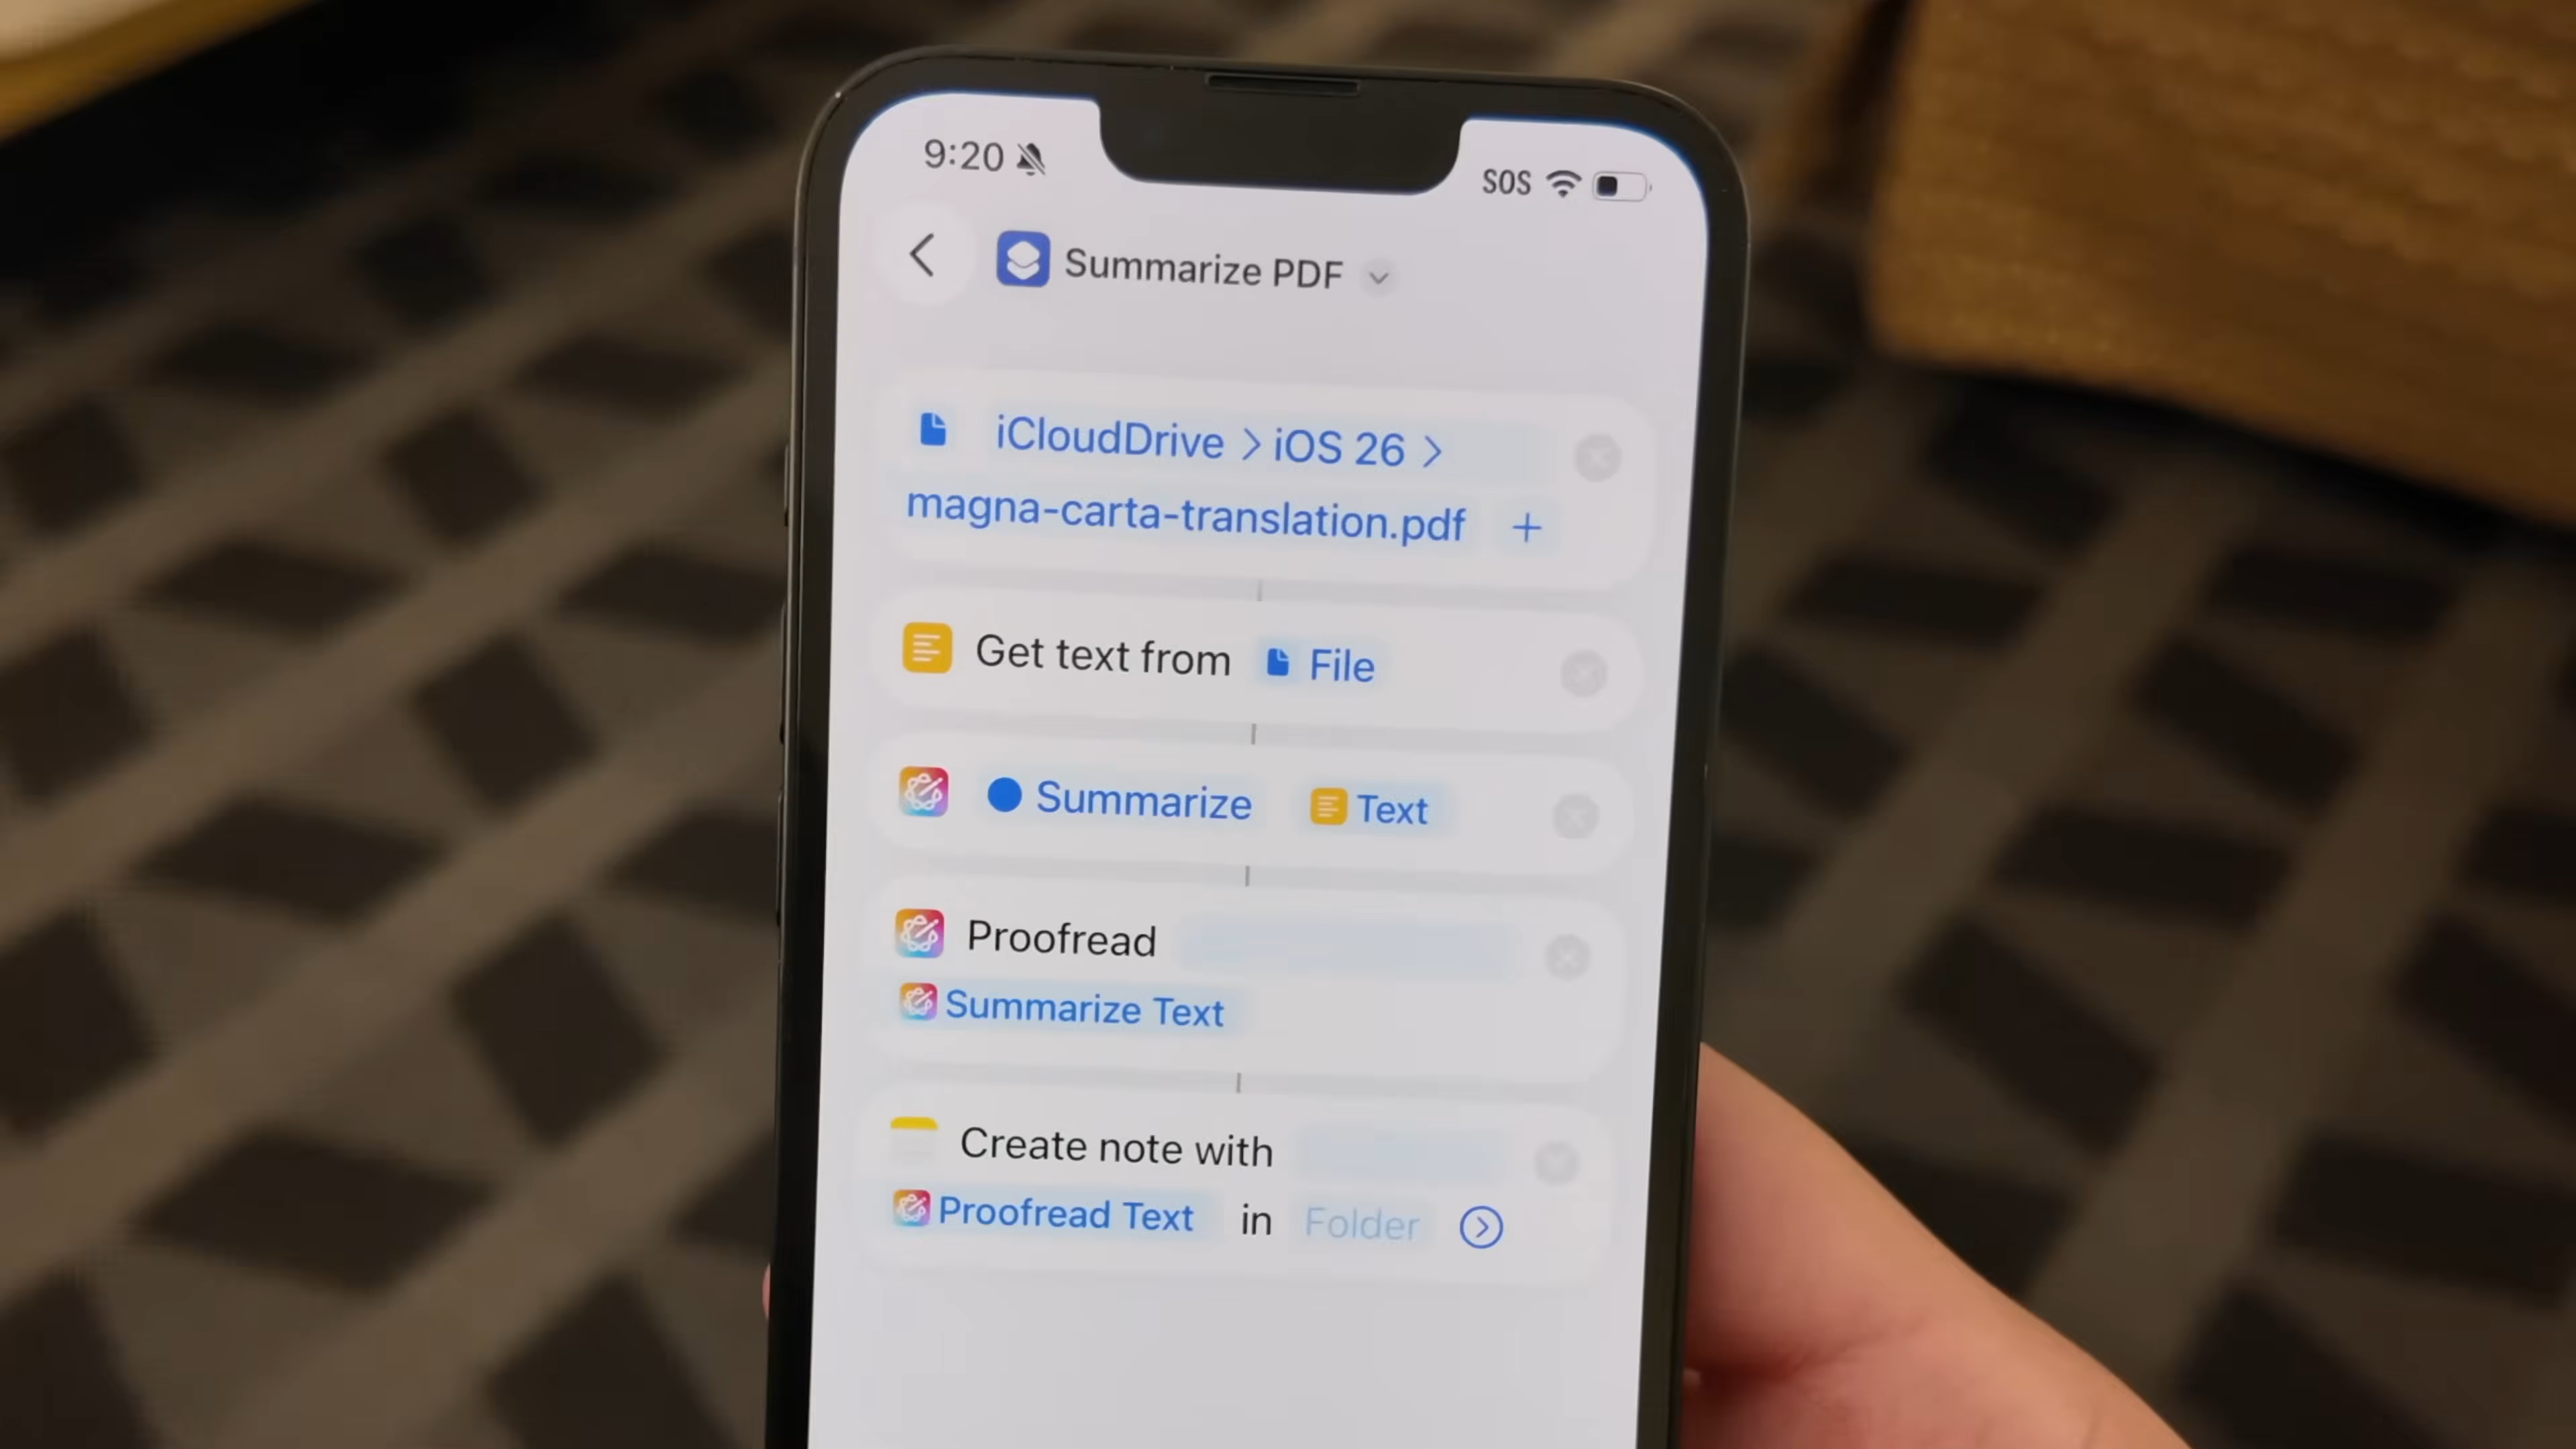 9:20
SOS
Summarize PDF
iCloudDrive > iOS 26 >
magna-carta-translation.pdf +
Get text from File
Summarize Text
Proofread
Summarize Text
Create note with
Proofread Text in Folder